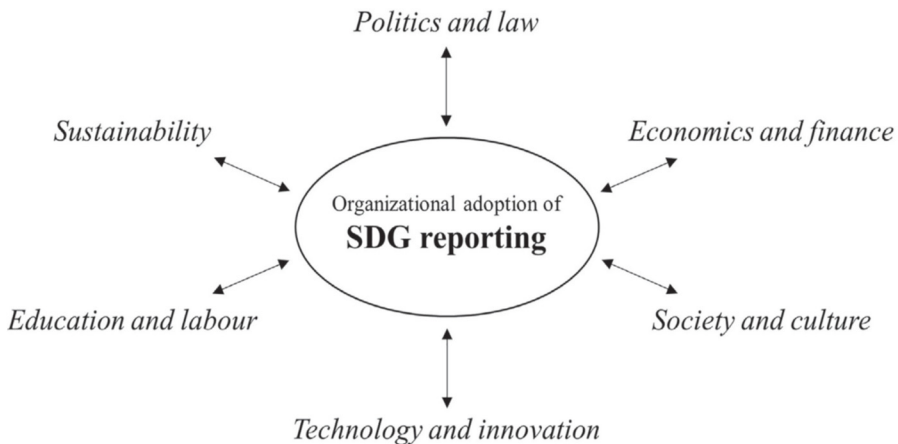 Politics and law
Sustainability
Economics and finance
Organizational adoption of
SDG reporting
Education and labour
Society and culture
Technology and innovation